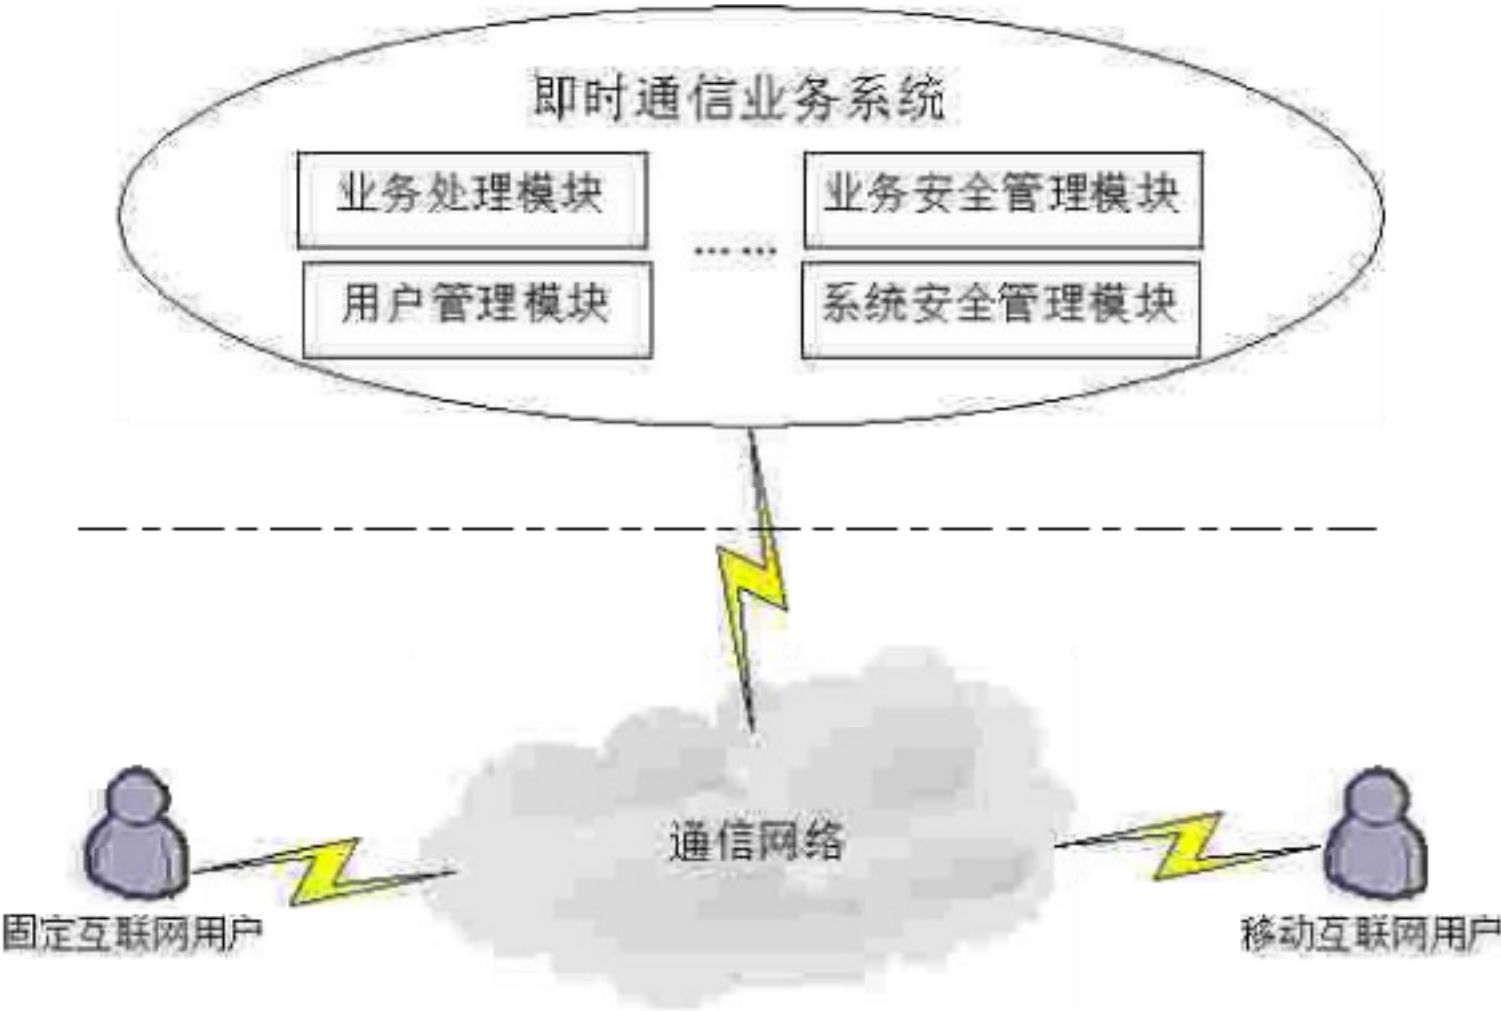 即时通信业务系统
业务处理模块
业务安全管理模块
……
用户管理模块
系统安全管理模块
通信网络
固定互联网用户
移动互联网用户